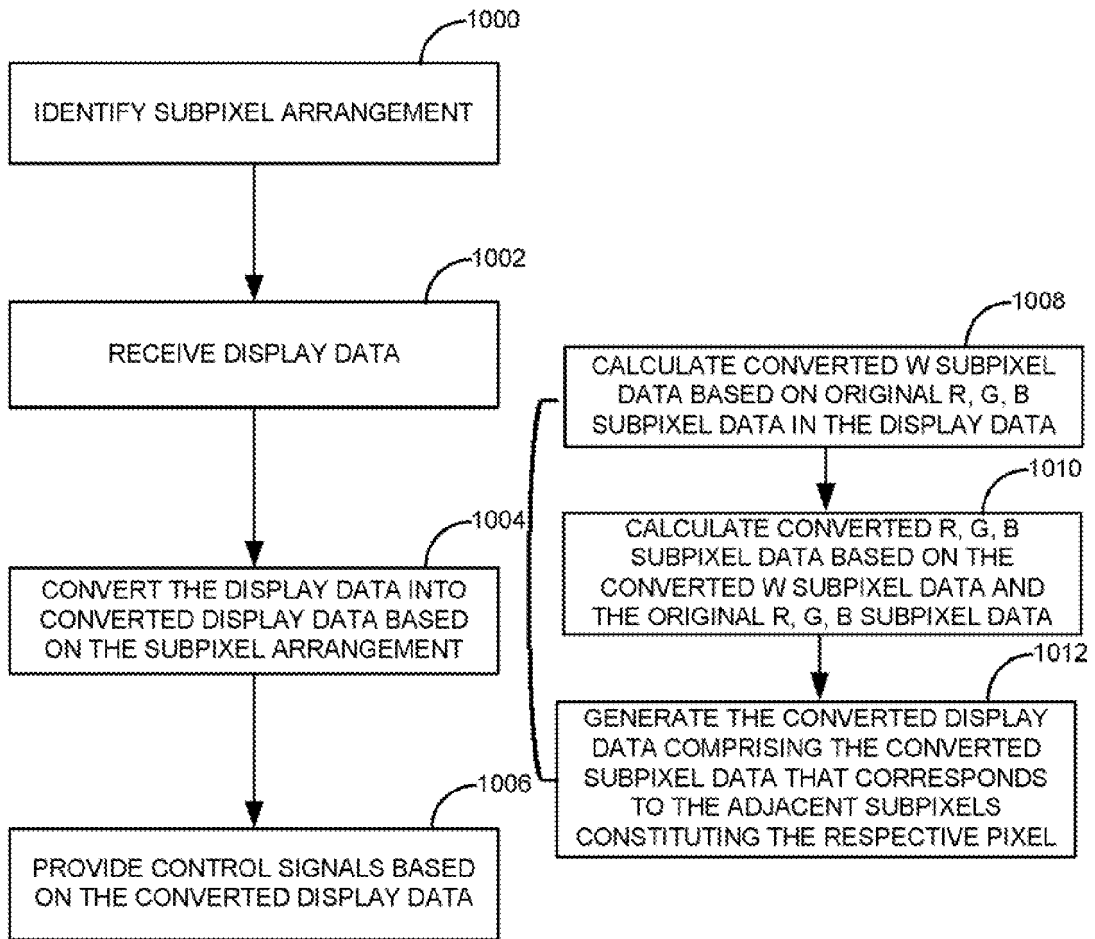 1000
IDENTIFY SUBPIXEL ARRANGEMENT
1002
RECEIVE DISPLAY DATA
1004
CONVERT THE DISPLAY DATA INTO
CONVERTED DISPLAY DATA BASED
ON THE SUBPIXEL ARRANGEMENT
1006
PROVIDE CONTROL SIGNALS BASED
ON THE CONVERTED DISPLAY DATA
1008
CALCULATE CONVERTED W SUBPIXEL
DATA BASED ON ORIGINAL R, G, B
SUBPIXEL DATA IN THE DISPLAY DATA
1010
CALCULATE CONVERTED R, G, B
SUBPIXEL DATA BASED ON THE
CONVERTED W SUBPIXEL DATA AND
THE ORIGINAL R, G, B SUBPIXEL DATA
1012
GENERATE THE CONVERTED DISPLAY
DATA COMPRISING THE CONVERTED
SUBPIXEL DATA THAT CORRESPONDS
TO THE ADJACENT SUBPIXELS
CONSTITUTING THE RESPECTIVE PIXEL